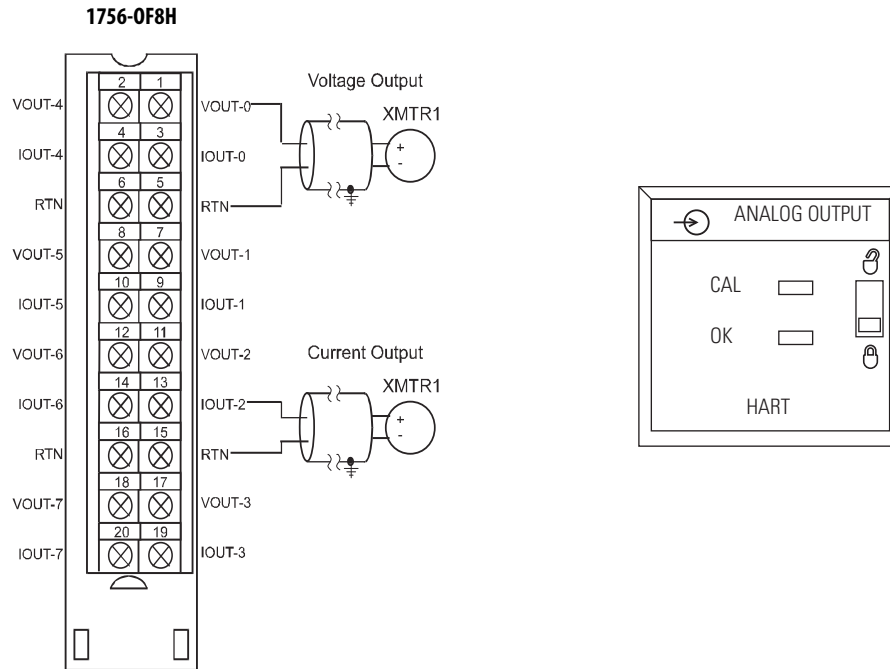 1756-OF8H
2 1
VOUT-4 VOUT-0
4 3
IOUT-4 IOUT-0
6 5
RTN RTN
8 7
VOUT-5 VOUT-1
10 9
IOUT-5 IOUT-1
12 11
VOUT-6 VOUT-2
14 13
IOUT-6 IOUT-2
16 15
RTN RTN
18 17
VOUT-7 VOUT-3
20 19
IOUT-7 IOUT-3
Voltage Output
XMTR1
+
-
Current Output
XMTR1
+
-
ANALOG OUTPUT
CAL
OK
HART